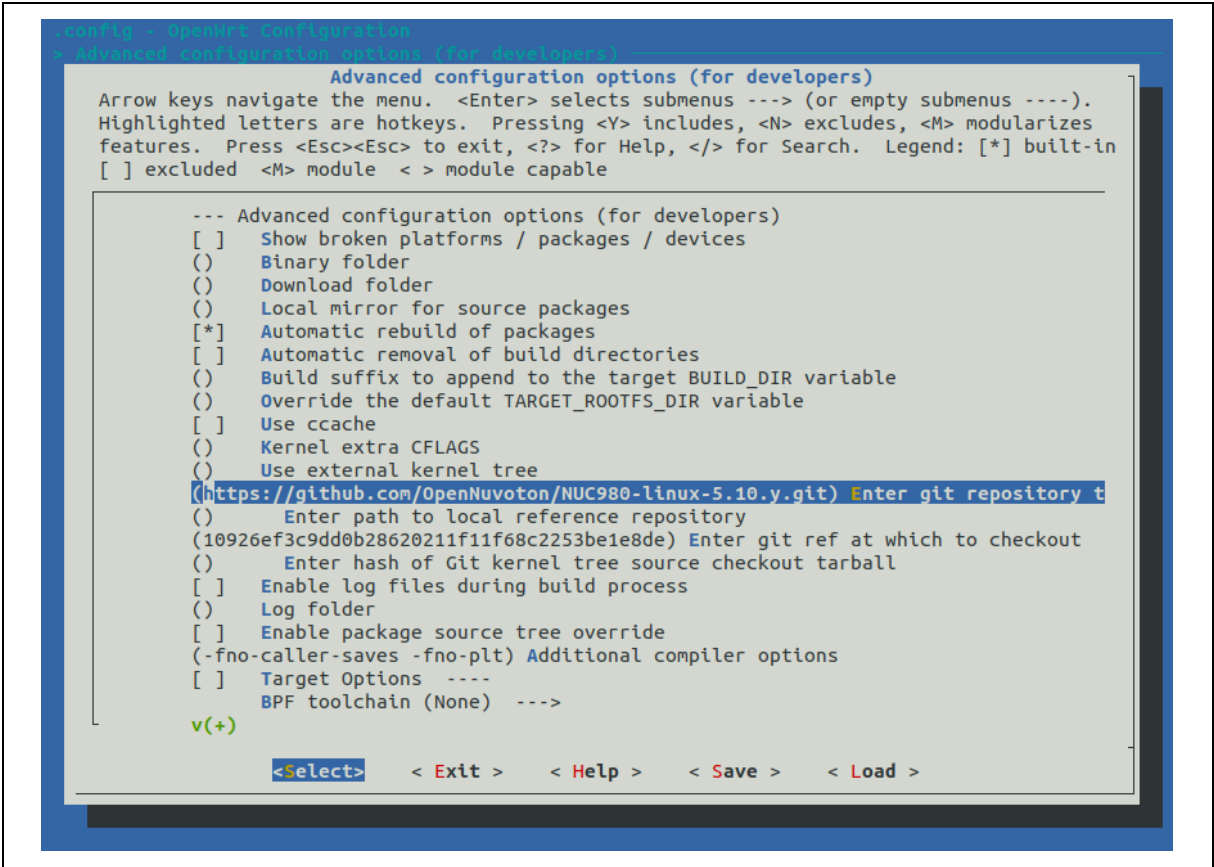 .config - OpenWrt Configuration
> Advanced configuration options (for developers)
Advanced configuration options (for developers)
Arrow keys navigate the menu.  <Enter> selects submenus ---> (or empty submenus ----).
Highlighted letters are hotkeys.  Pressing <Y> includes, <N> excludes, <M> modularizes
features.  Press <Esc><Esc> to exit, <?> for Help, </> for Search.  Legend: [*] built-in
[ ] excluded  <M> module  < > module capable
--- Advanced configuration options (for developers)
[ ]   Show broken platforms / packages / devices
()    Binary folder
()    Download folder
()    Local mirror for source packages
[*]   Automatic rebuild of packages
[ ]   Automatic removal of build directories
()    Build suffix to append to the target BUILD_DIR variable
()    Override the default TARGET_ROOTFS_DIR variable
[ ]   Use ccache
()    Kernel extra CFLAGS
()    Use external kernel tree
(https://github.com/OpenNuvoton/NUC980-linux-5.10.y.git) Enter git repository t
()      Enter path to local reference repository
(10926ef3c9dd0b28620211f11f68c2253be1e8de) Enter git ref at which to checkout
()      Enter hash of Git kernel tree source checkout tarball
[ ]   Enable log files during build process
()    Log folder
[ ]   Enable package source tree override
(-fno-caller-saves -fno-plt) Additional compiler options
[ ]   Target Options  ----
BPF toolchain (None)  --->
v(+)
<Select>    < Exit >    < Help >    < Save >    < Load >